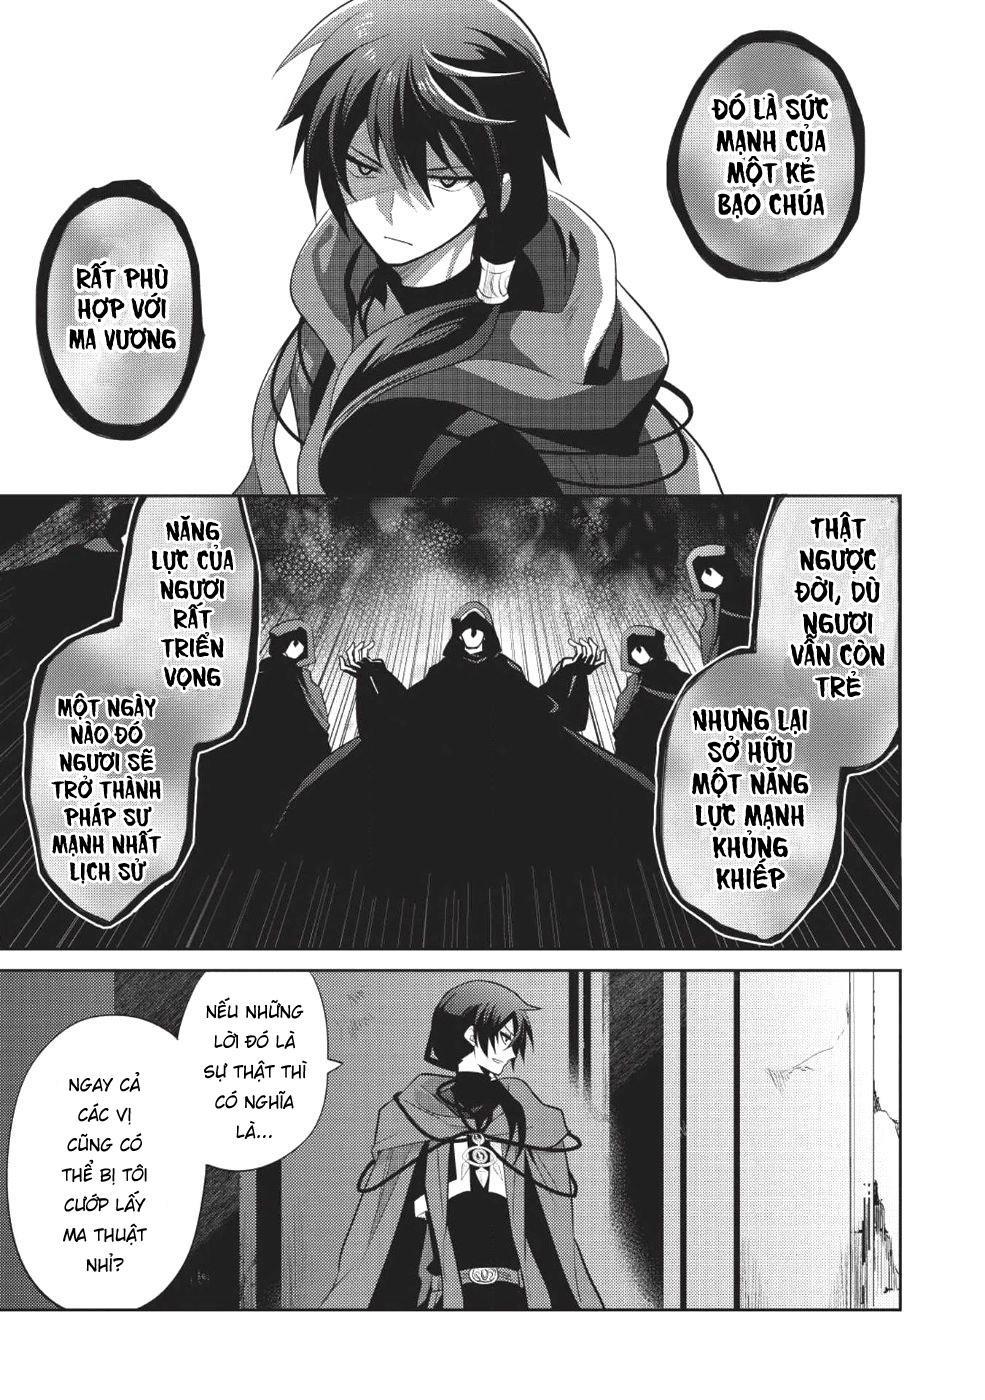 ĐÓ LÀ SỨC
MẠNH CỦA
MỘT KẺ
BẠO CHÚA
RẤT PHÙ
HỢP VỚI
MA VƯƠNG
THẬT
NGƯỢC
ĐỜI, DÙ
NGƯƠI
VẪN CÒN
TRẺ
NHƯNG LẠI
SỞ HỮU
MỘT NĂNG
LỰC MẠNH
KHỦNG
KHIẾP
NĂNG
LỰC CỦA
NGƯƠI
RẤT
TRIỂN
VỌNG
MỘT NGÀY
NÀO ĐÓ
NGƯƠI SẼ
TRỞ THÀNH
PHÁP SƯ
MẠNH NHẤT
LỊCH SỬ
NẾU NHỮNG
LỜI ĐÓ LÀ
SỰ THẬT THÌ
CÓ NGHĨA
LÀ...
NGAY CẢ
CÁC VỊ
CŨNG CÓ
THỂ BỊ TÔI
CƯỚP LẤY
MA THUẬT
NHỈ?